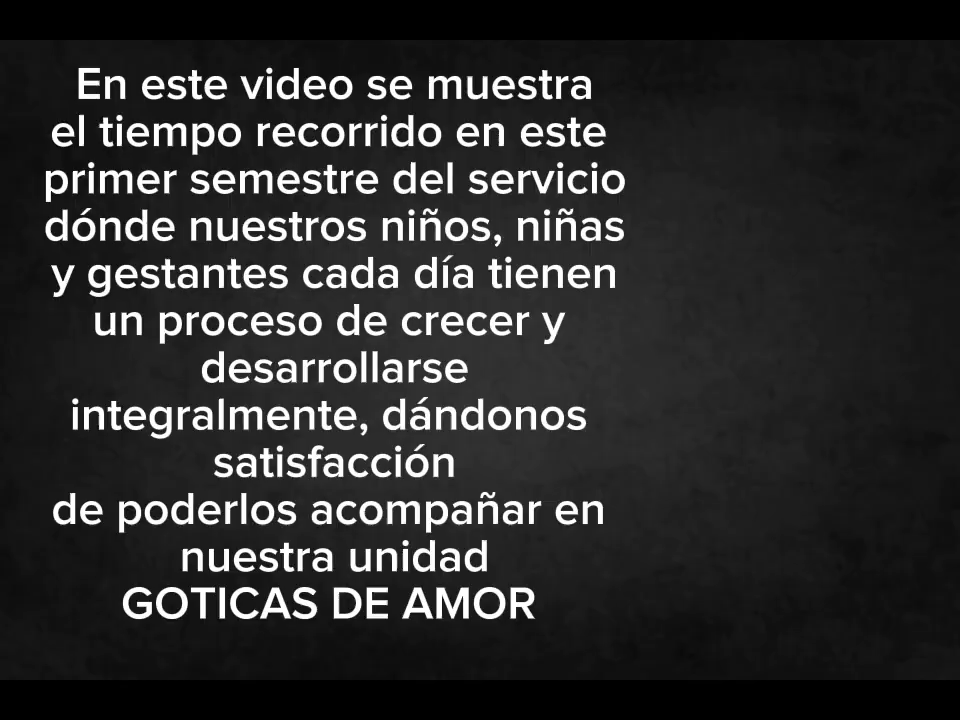 En este video se muestra
el tiempo recorrido en este
primer semestre del servicio
dónde nuestros niños, niñas
y gestantes cada día tienen
un proceso de crecer y
desarrollarse
integralmente, dándonos
satisfacción
de poderlos acompañar en
nuestra unidad
GOTICAS DE AMOR